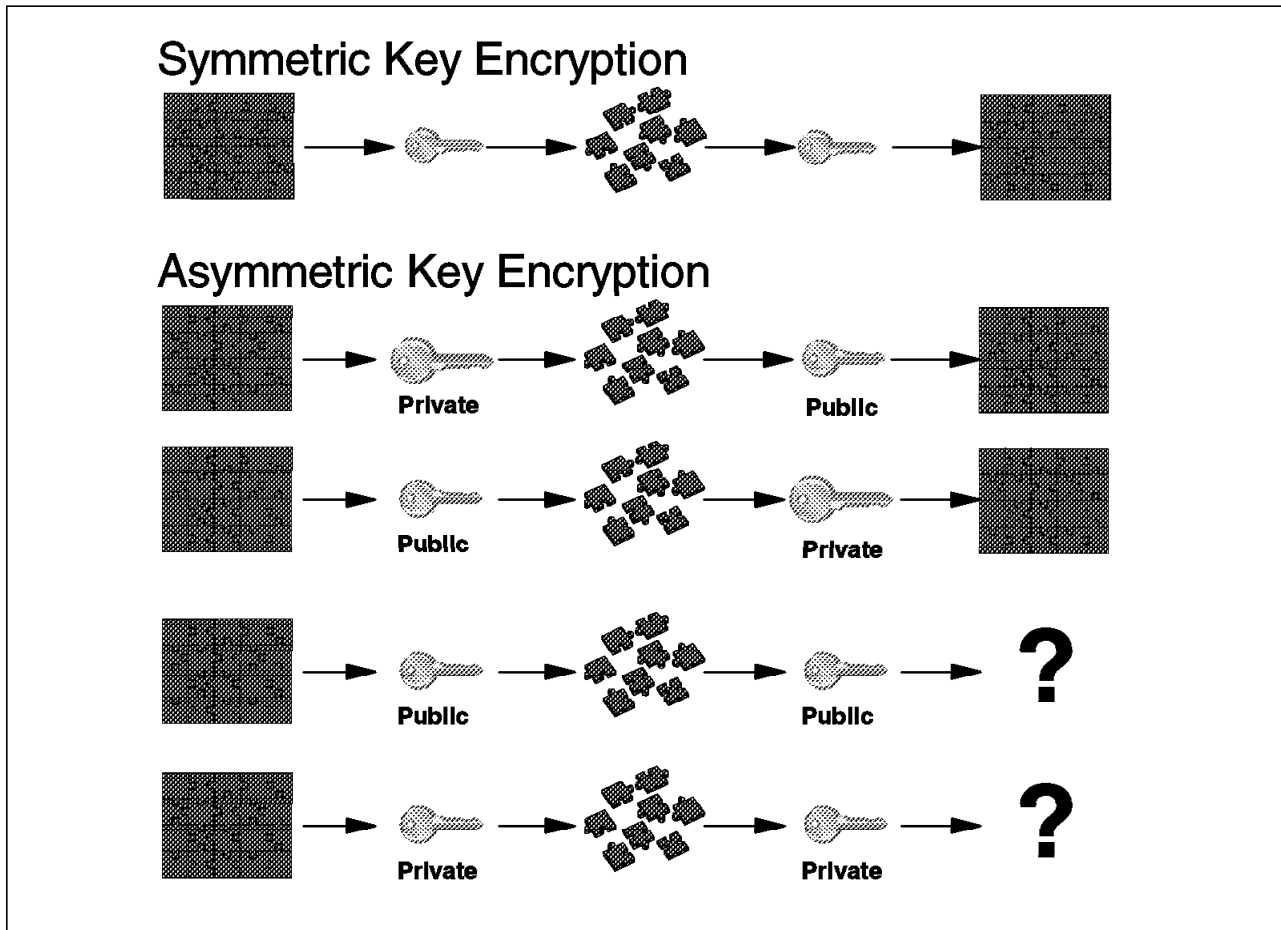 Symmetric Key Encryption
Asymmetric Key Encryption
Private
Public
Public
Private
?
Public
Public
?
Private
Private